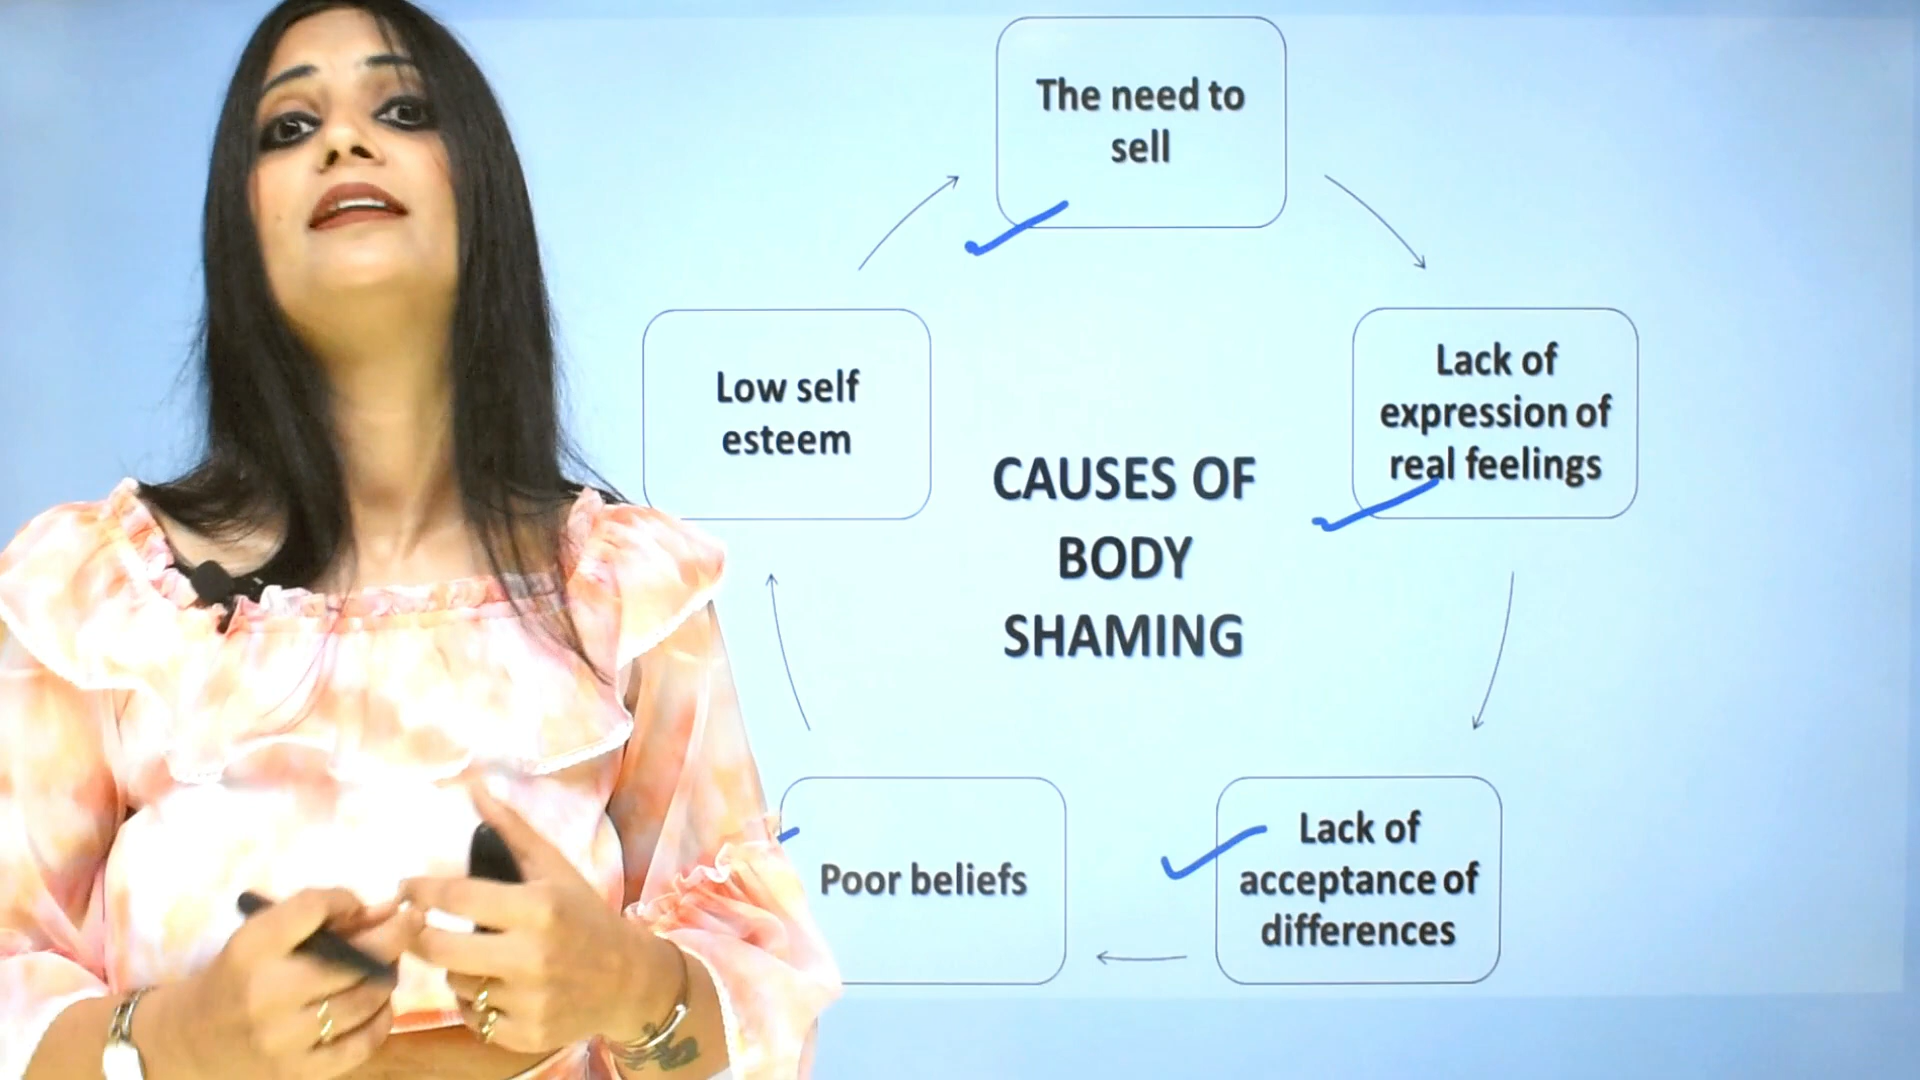 The need to
sell
Lack of
expression of
real feelings
Lack of
acceptance of
differences
Poor beliefs
Low self
esteem
CAUSES OF
BODY
SHAMING